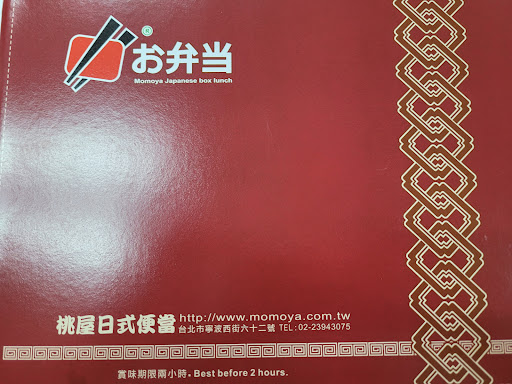 ®
お弁当
Momoya Japanese box lunch
桃屋日式便當
http://www.momoya.com.tw
台北市寧波西街六十二號 TEL:02-23943075
賞味期限兩小時.Best before 2 hours.